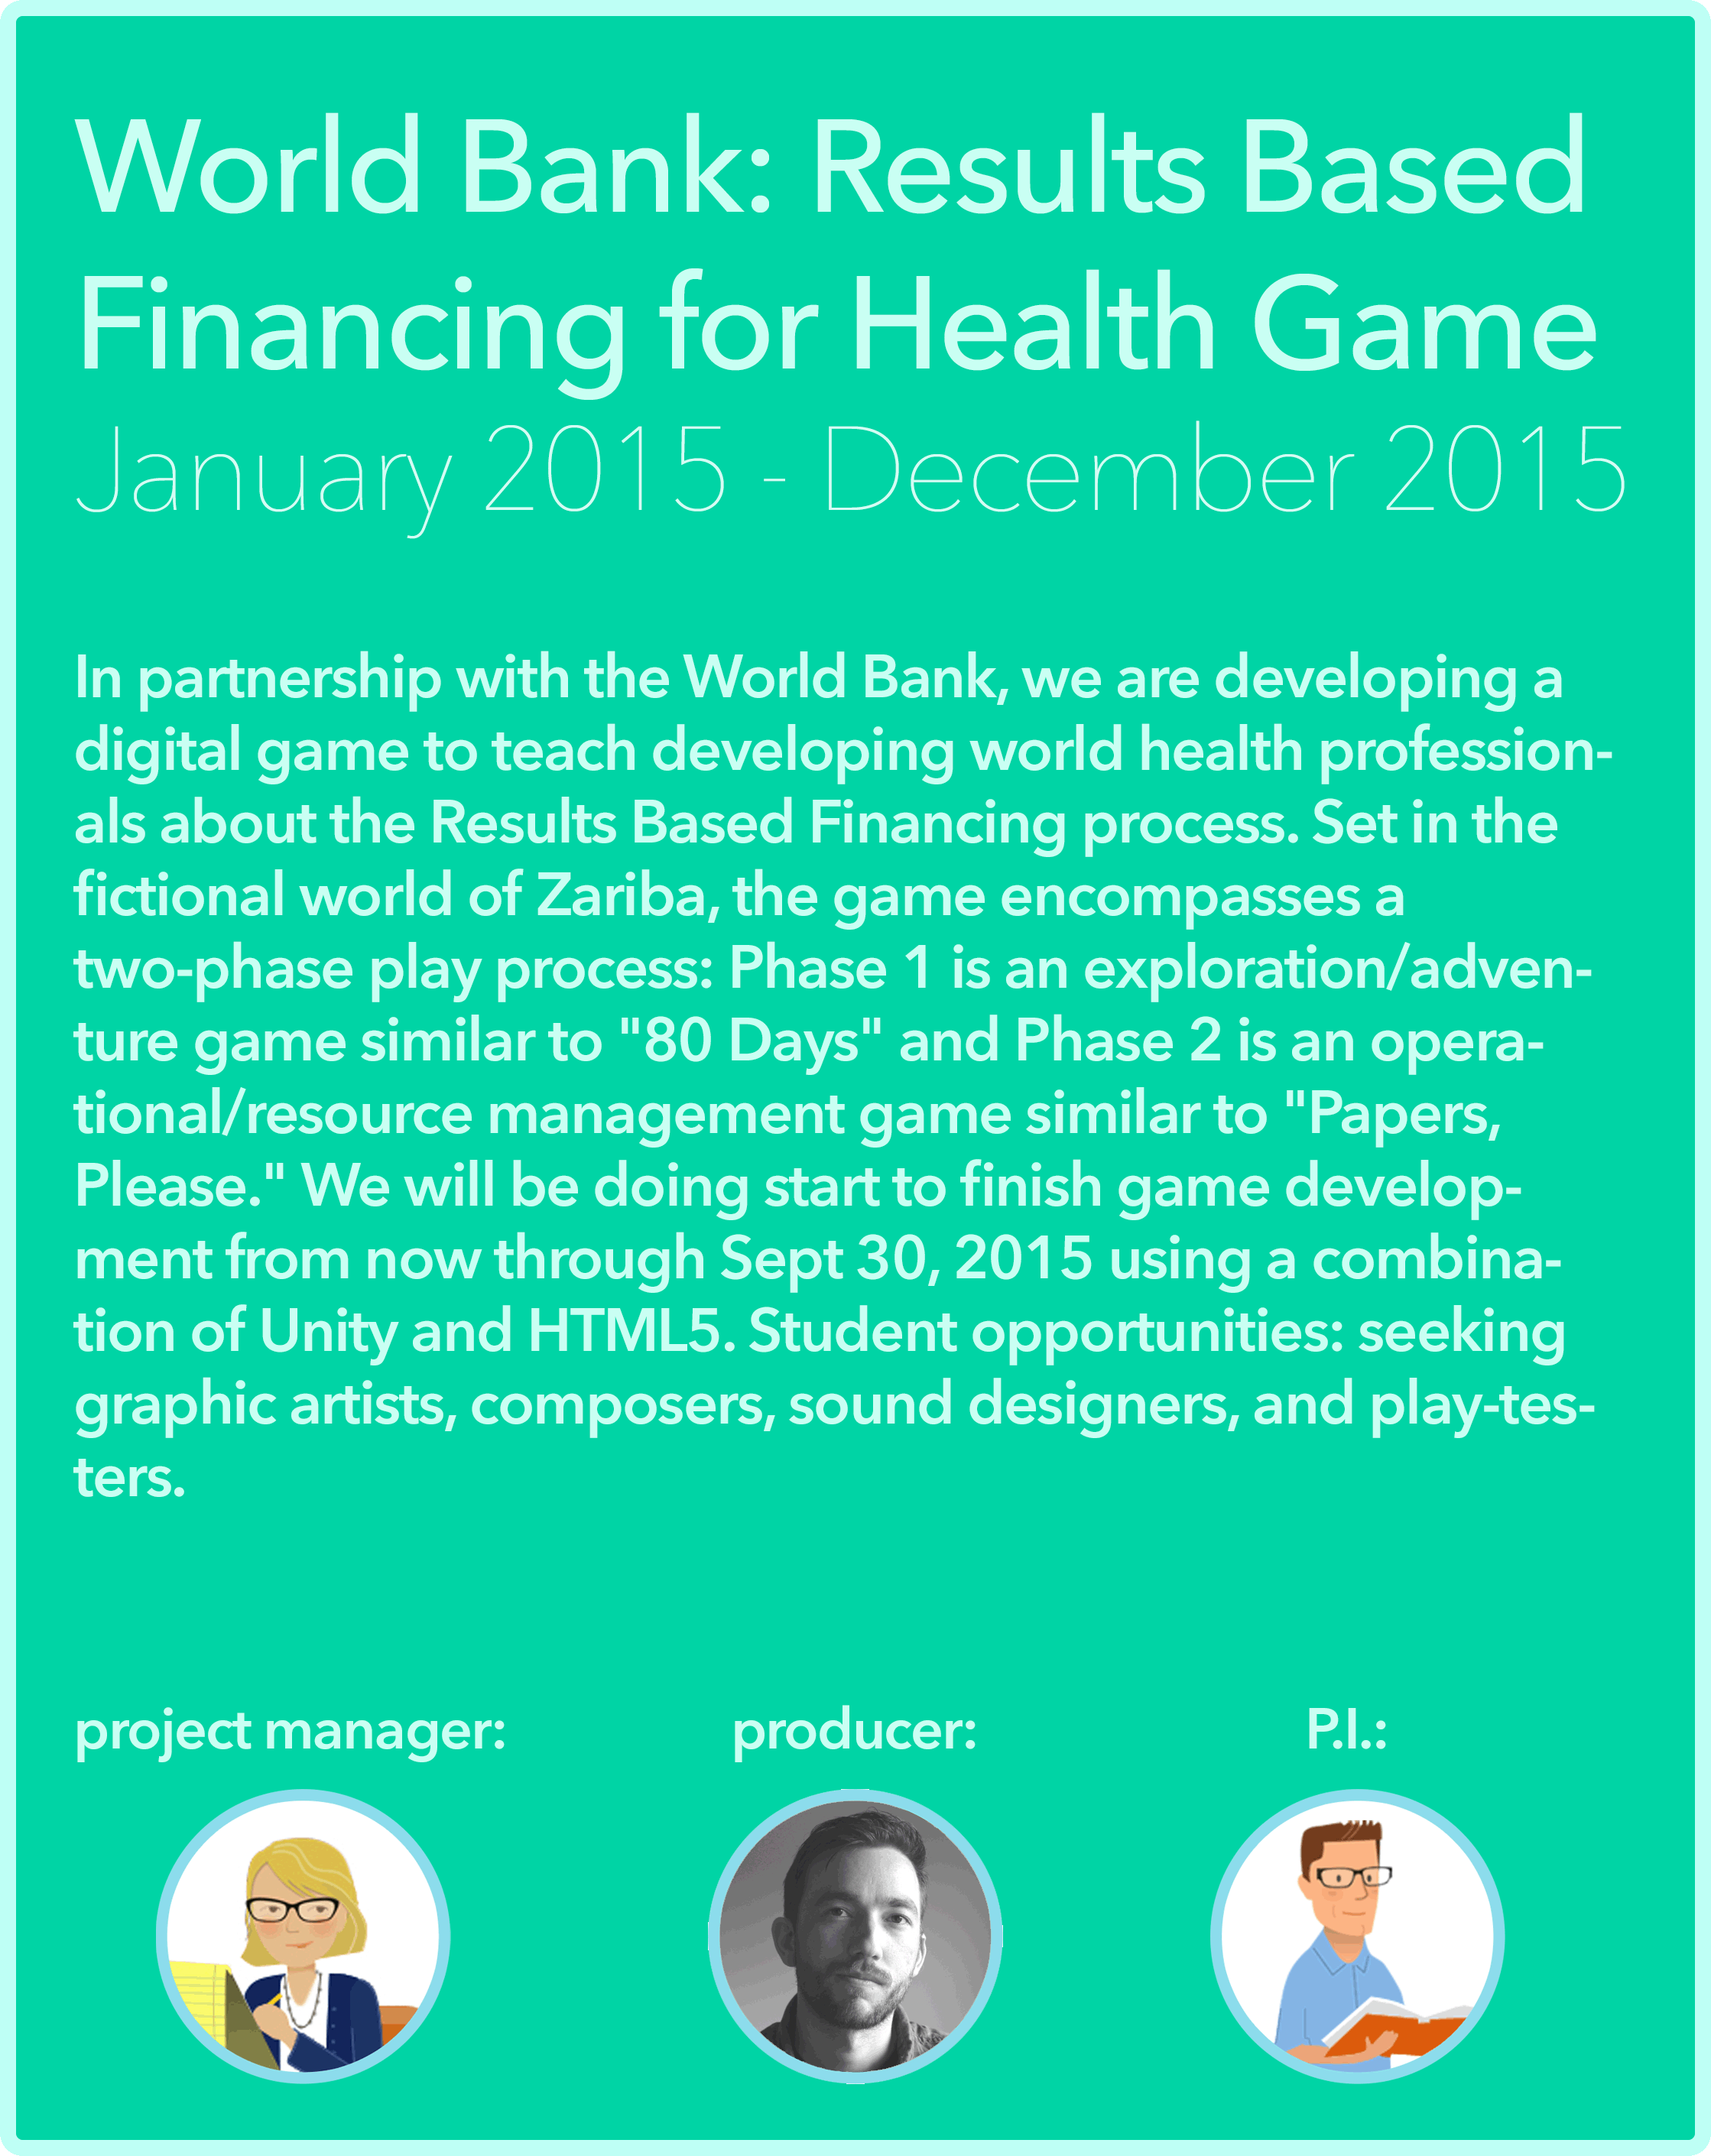 World Bank: Results Based
Financing for Health Game
January 2015 - December 2015
In partnership with the World Bank, we are developing a
digital game to teach developing world health profession-
als about the Results Based Financing process. Set in the
fictional world of Zariba, the game encompasses a
two-phase play process: Phase 1 is an exploration/adven-
ture game similar to "80 Days" and Phase 2 is an opera-
tional/resource management game similar to "Papers,
Please." We will be doing start to finish game develop-
ment from now through Sept 30, 2015 using a combina-
tion of Unity and HTML5. Student opportunities: seeking
graphic artists, composers, sound designers, and play-tes-
ters.
project manager: producer: P.I.: